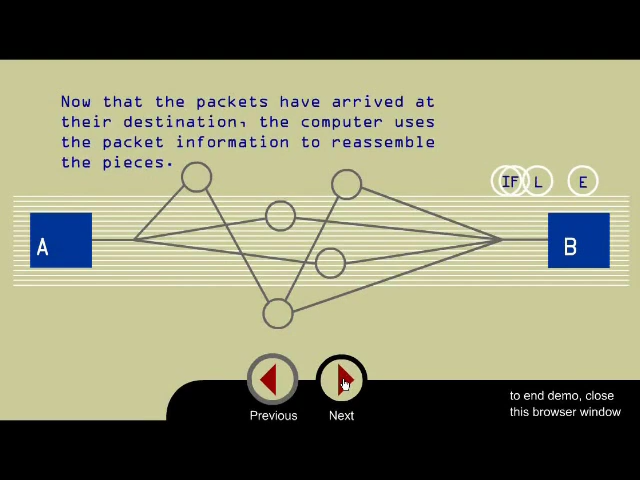 Now that the packets have arrived at
their destination, the computer uses
the packet information to reassemble
the pieces.
IF L E
A
B
Previous
Next
to end demo, close
this browser window